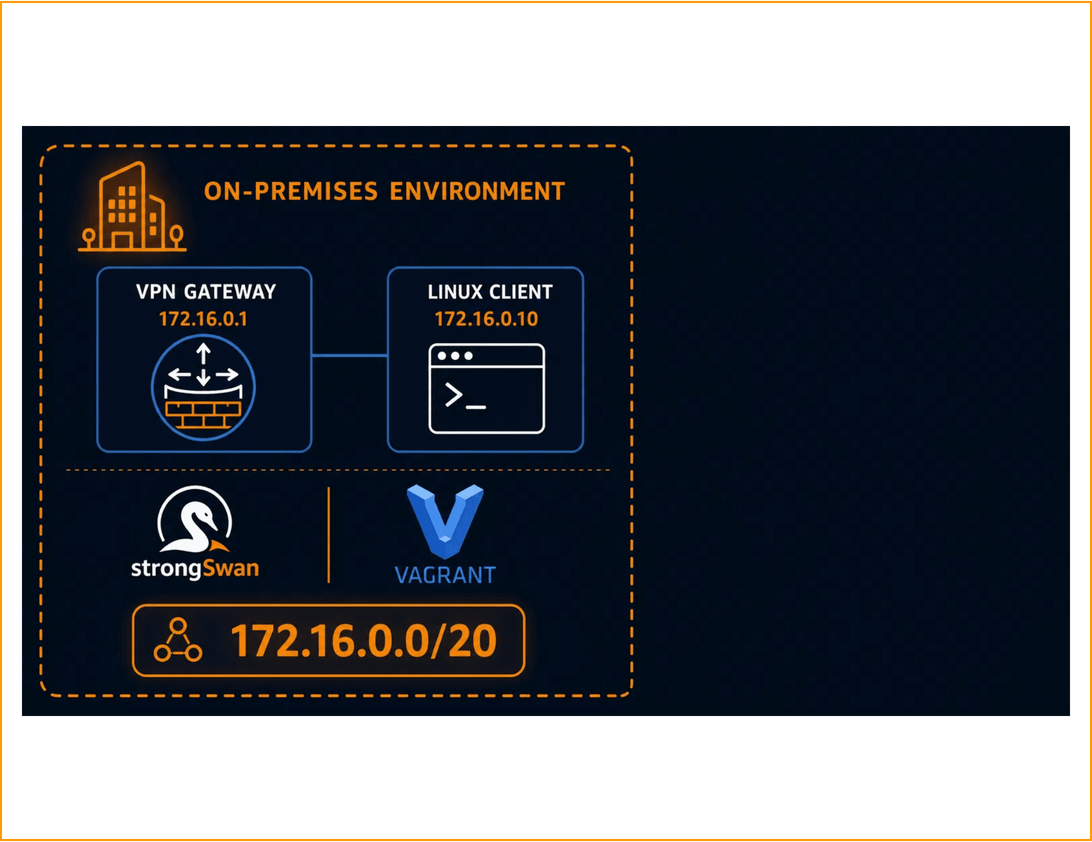 ON-PREMISES ENVIRONMENT
VPN GATEWAY
172.16.0.1
LINUX CLIENT
172.16.0.10
>_
strongSwan
VAGRANT
172.16.0.0/20